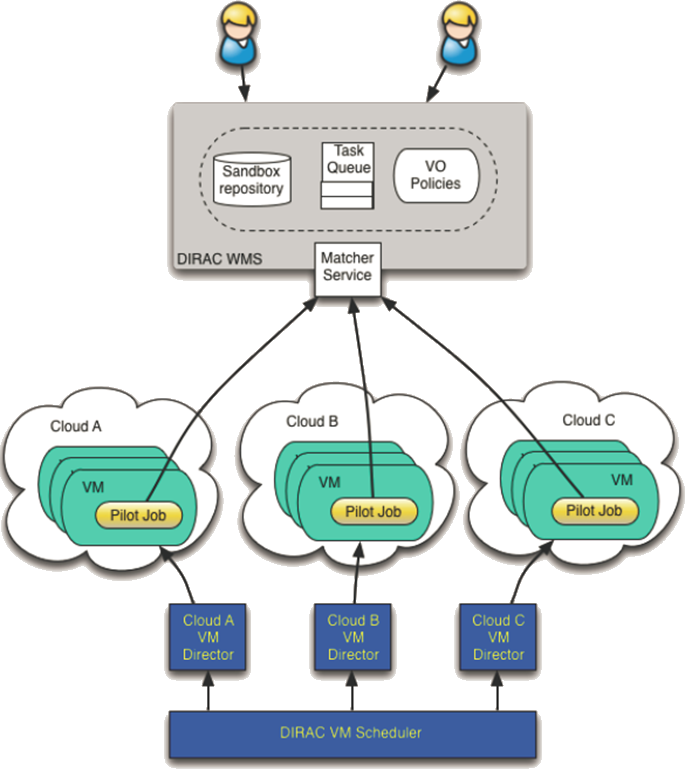 Sandbox
repository
Task
Queue
VO
Policies
DIRAC WMS
Matcher
Service
Cloud A
VM
Pilot Job
Cloud B
VM
Pilot Job
Cloud C
VM
Pilot Job
Cloud A
VM
Director
Cloud B
VM
Director
Cloud C
VM
Director
DIRAC VM Scheduler